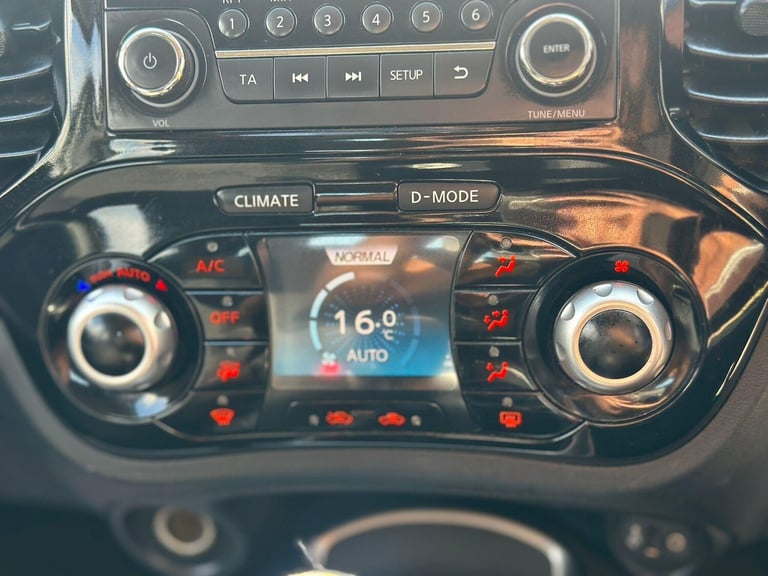 1 2 3 4 5 6
TA SETUP
ENTER
VOL
TUNE/MENU
CLIMATE
D-MODE
NORMAL
16.0
°C
AUTO
PUSH AUTO
A/C
OFF